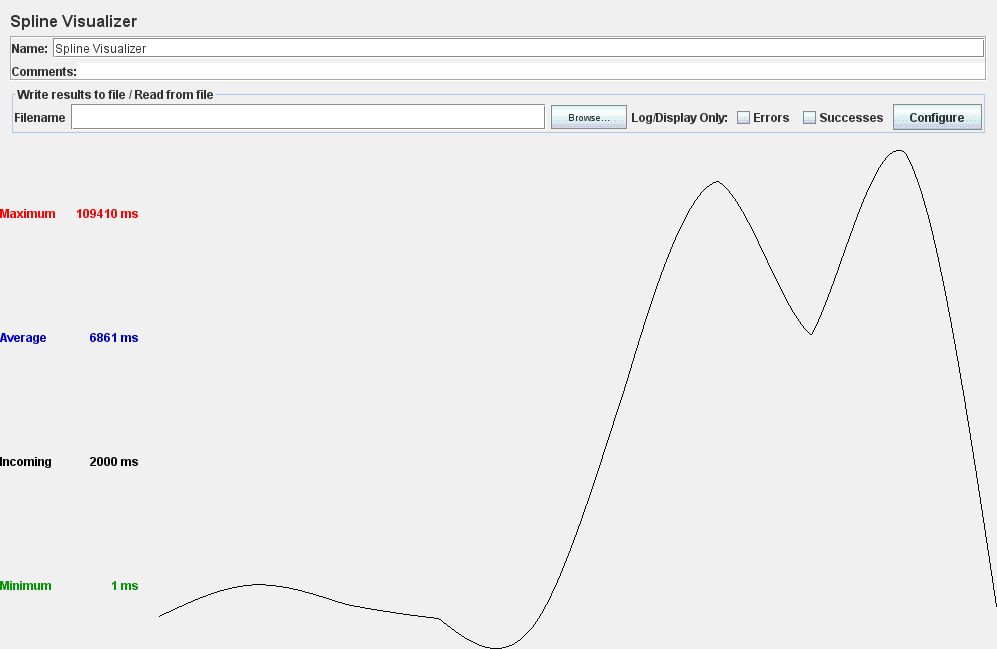 Spline Visualizer
Name: Spline Visualizer
Comments:
Write results to file / Read from file
Filename Browse... Log/Display Only: Errors Successes Configure
Maximum 109410 ms
Average 6861 ms
Incoming 2000 ms
Minimum 1 ms